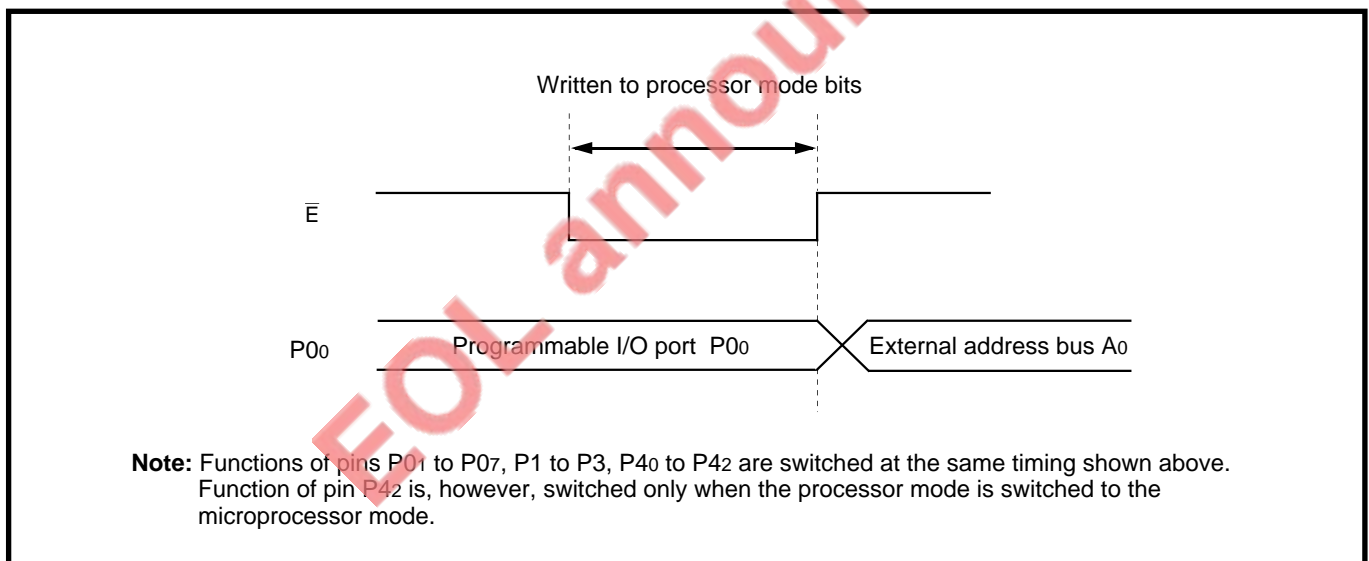 Written to processor mode bits
E̅
P00
Programmable I/O port P00
External address bus A0
Note: Functions of pins P01 to P07, P1 to P3, P40 to P42 are switched at the same timing shown above.
Function of pin P42 is, however, switched only when the processor mode is switched to the
microprocessor mode.
EOL